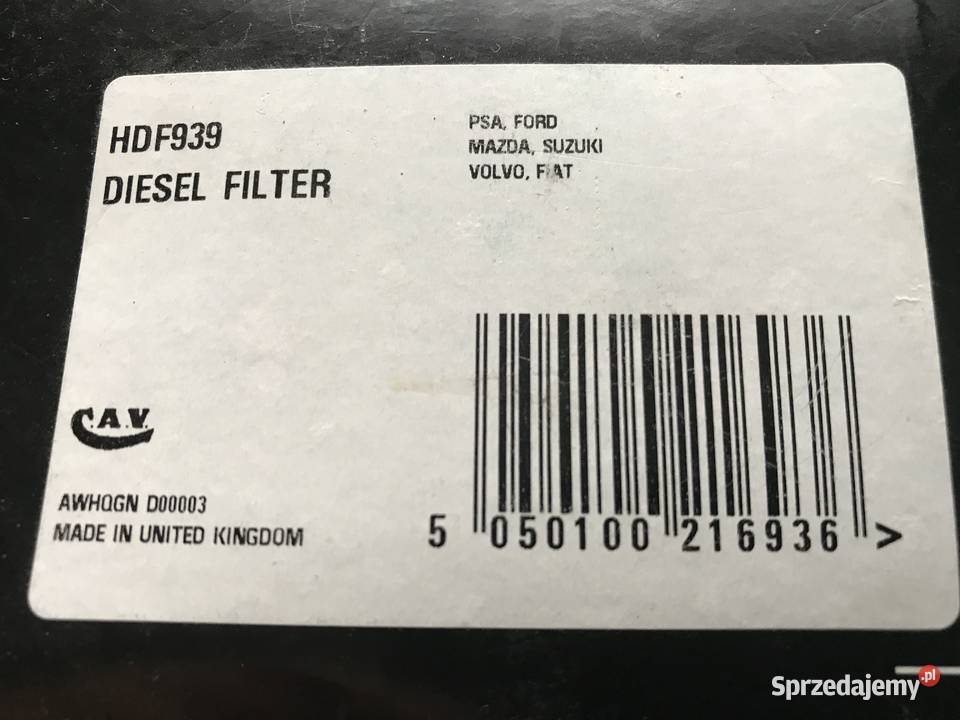 HDF939
DIESEL FILTER
PSA, FORD
MAZDA, SUZUKI
VOLVO, FIAT
C.A.V.
AWHQGN D00003
MADE IN UNITED KINGDOM
5 050100 216936 >
Sprzedajemy.pl